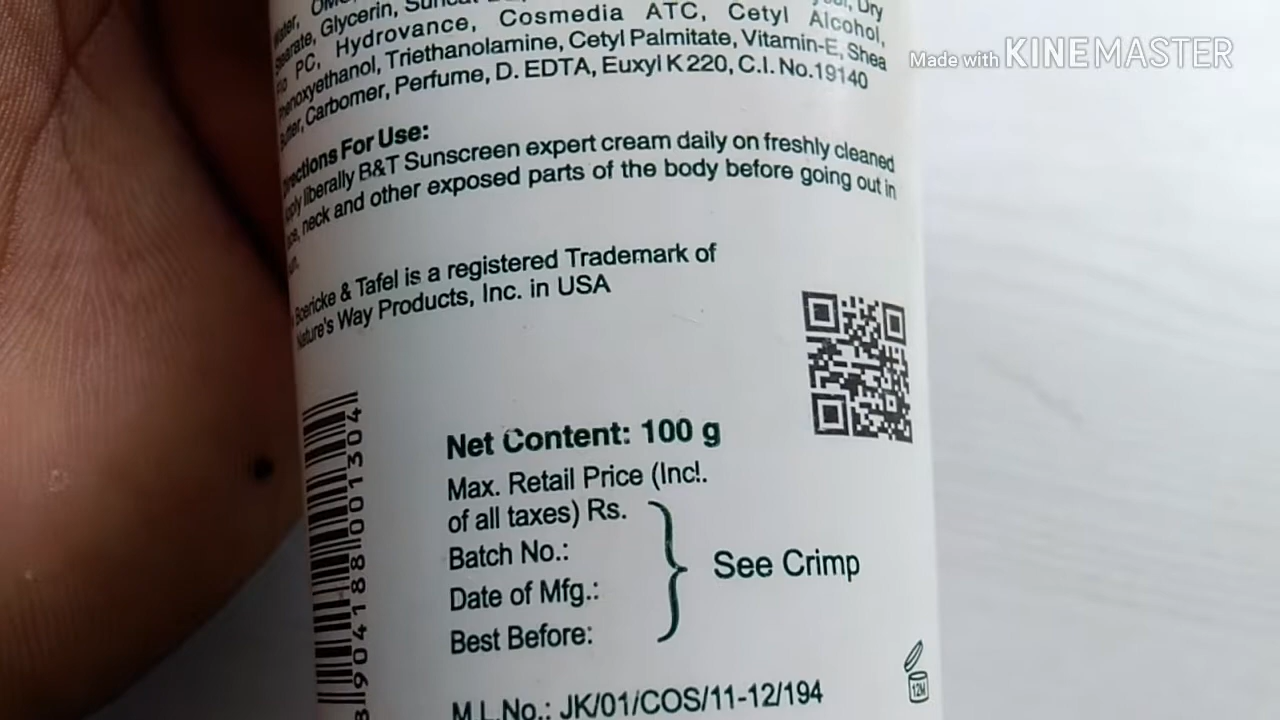 Glycerin,
PC, Hydrovance, Cosmedia ATC, Cetyl Alcohol,
Phenoxyethanol, Triethanolamine, Cetyl Palmitate, Vitamin-E, Shea
Butter, Carbomer, Perfume, D. EDTA, Euxyl K 220, C.I. No.19140
Directions For Use:
liberally B&T Sunscreen expert cream daily on freshly cleaned
neck and other exposed parts of the body before going out in
Boericke & Tafel is a registered Trademark of
Nature's Way Products, Inc. in USA
Net Content: 100 g
Max. Retail Price (Incl.
of all taxes) Rs.
Batch No.:
Date of Mfg.:
Best Before:
See Crimp
M.L.No.: JK/01/COS/11-12/194
12M
904188001304
Made with KINEMASTER